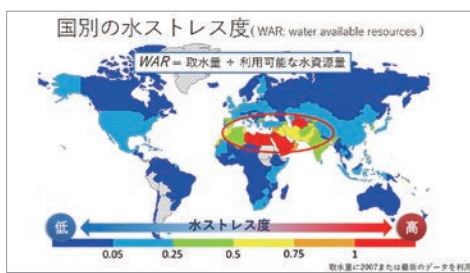 国別の水ストレス度(WAR: water available resources)
WAR = 取水量 ÷ 利用可能な水資源量
低 水ストレス度 高
0.05 0.25 0.5 0.75 1
取水量に2007または最新のデータを利用